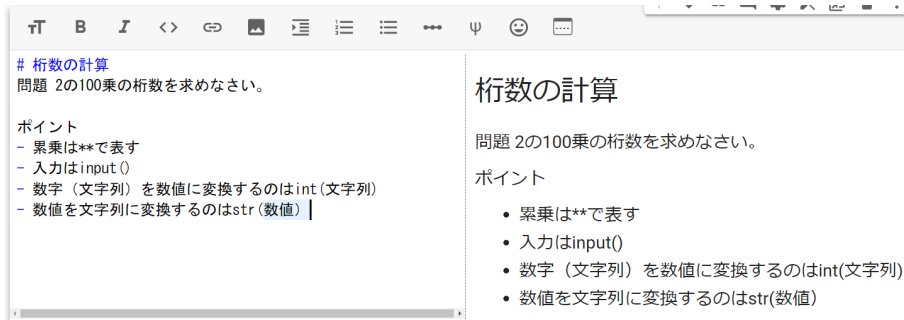 # 桁数の計算
問題 2の100乗の桁数を求めなさい。
ポイント
- 累乗は**で表す
- 入力はinput()
- 数字（文字列）を数値に変換するのはint(文字列)
- 数値を文字列に変換するのはstr(数値）
桁数の計算
問題 2の100乗の桁数を求めなさい。
ポイント
• 累乗は**で表す
• 入力はinput()
• 数字（文字列）を数値に変換するのはint(文字列)
• 数値を文字列に変換するのはstr(数値）